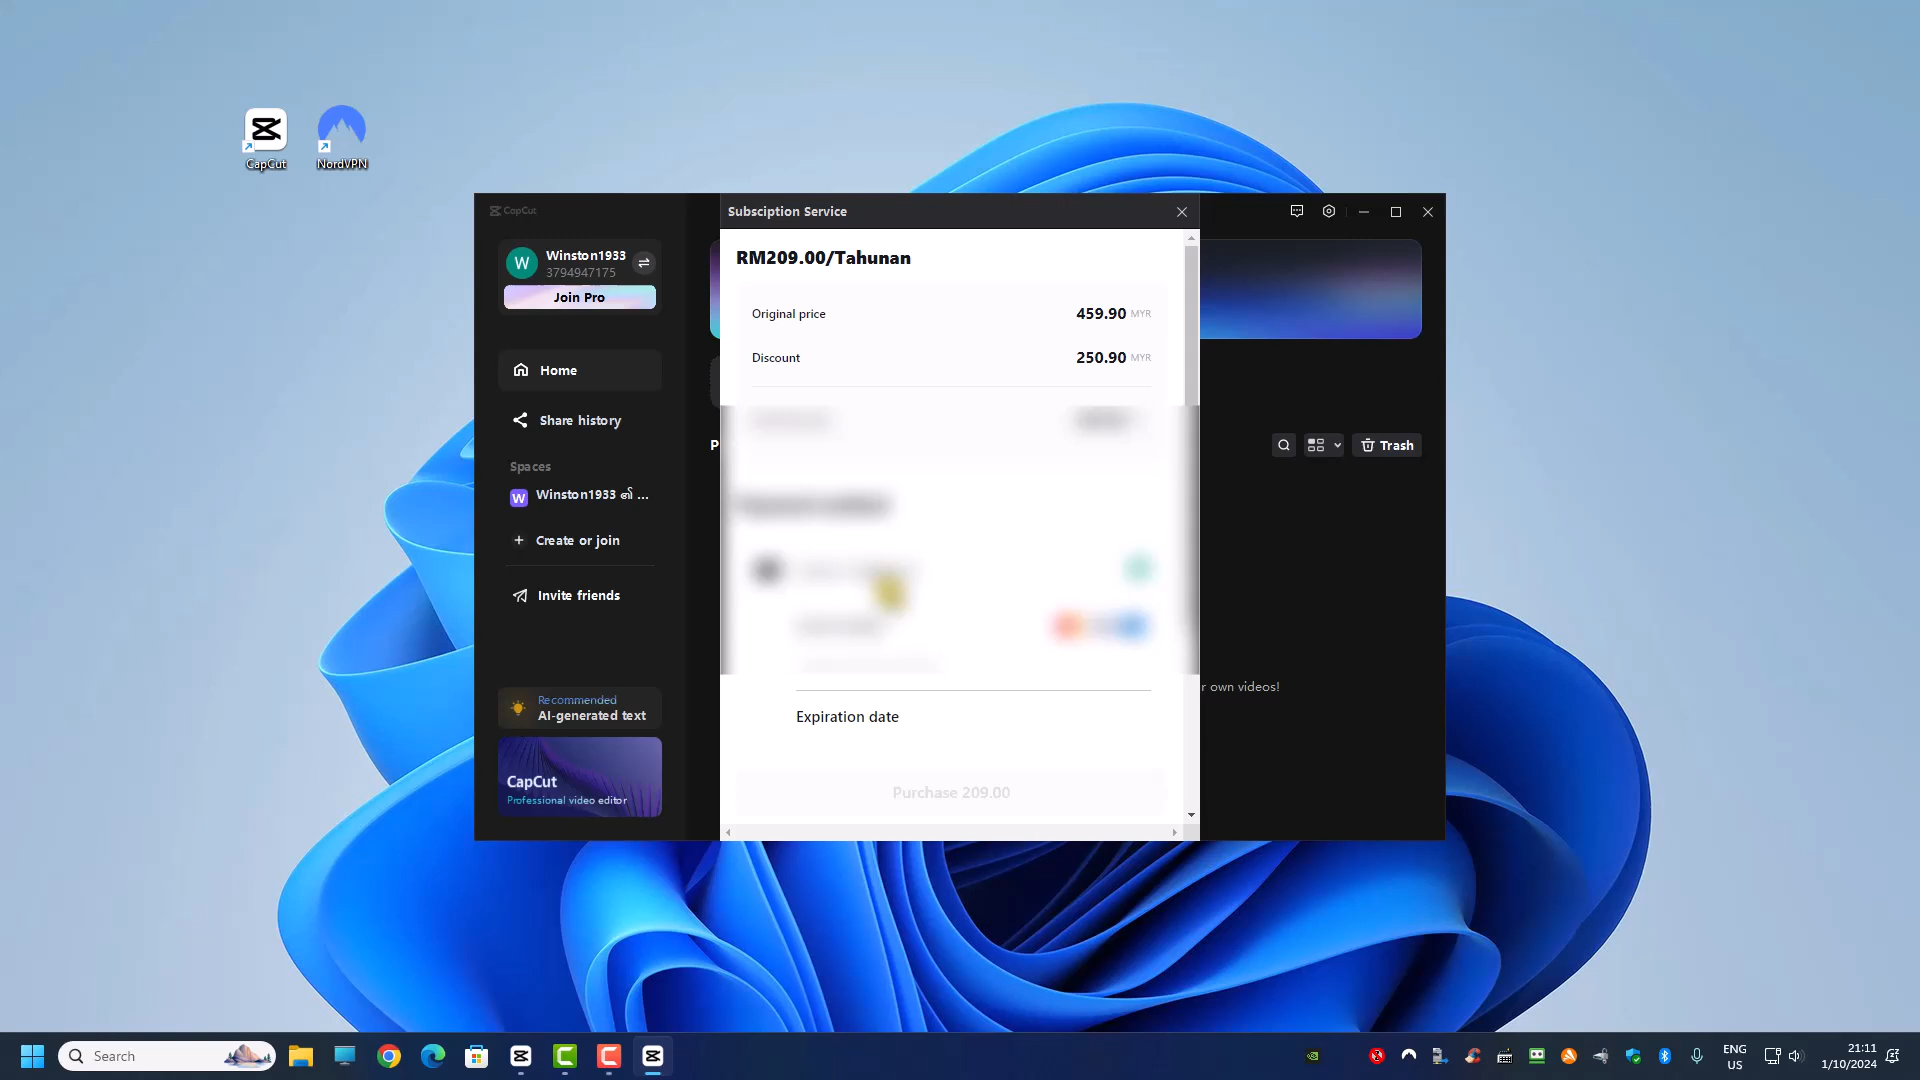 CapCut
NordVPN
CapCut
Subsciption Service
W
Winston1933
3794947175
Join Pro
RM209.00/Tahunan
Original price
459.90 MYR
Discount
250.90 MYR
Home
Share history
P
Trash
Spaces
W
Create or join
Invite friends
r own videos!
Recommended
AI-generated text
Expiration date
CapCut
Professional video editor
Purchase 209.00
Search
ENG
US
21:11
1/10/2024